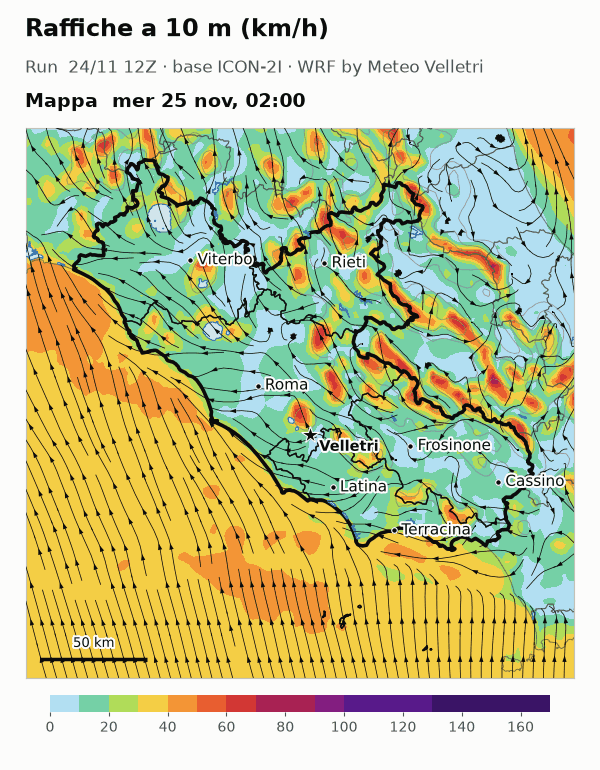 Raffiche a 10 m (km/h)
Run  24/11 12Z · base ICON-2I · WRF by Meteo Velletri
Mappa  mer 25 nov, 02:00
Viterbo
Rieti
Roma
Velletri
Frosinone
Cassino
Latina
Terracina
50 km
0 20 40 60 80 100 120 140 160